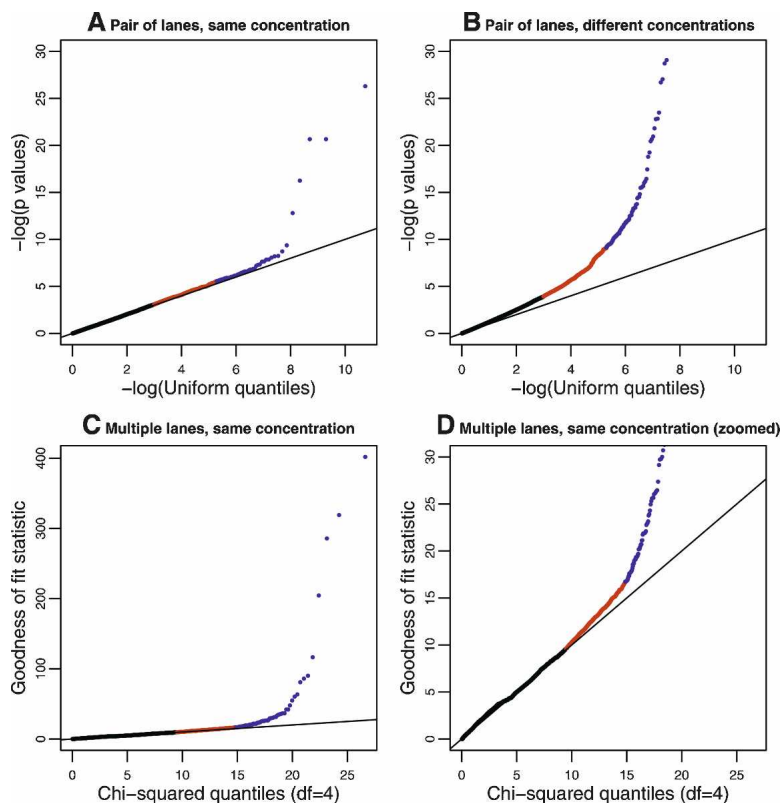 A Pair of lanes, same concentration
−log(p values)
30
25
20
15
10
5
0
0 2 4 6 8 10
−log(Uniform quantiles)
B Pair of lanes, different concentrations
−log(p values)
30
25
20
15
10
5
0
0 2 4 6 8 10
−log(Uniform quantiles)
C Multiple lanes, same concentration
Goodness of fit statistic
400
300
200
100
0
0 5 10 15 20 25
Chi−squared quantiles (df=4)
D Multiple lanes, same concentration (zoomed)
Goodness of fit statistic
30
25
20
15
10
5
0
0 5 10 15 20 25
Chi−squared quantiles (df=4)